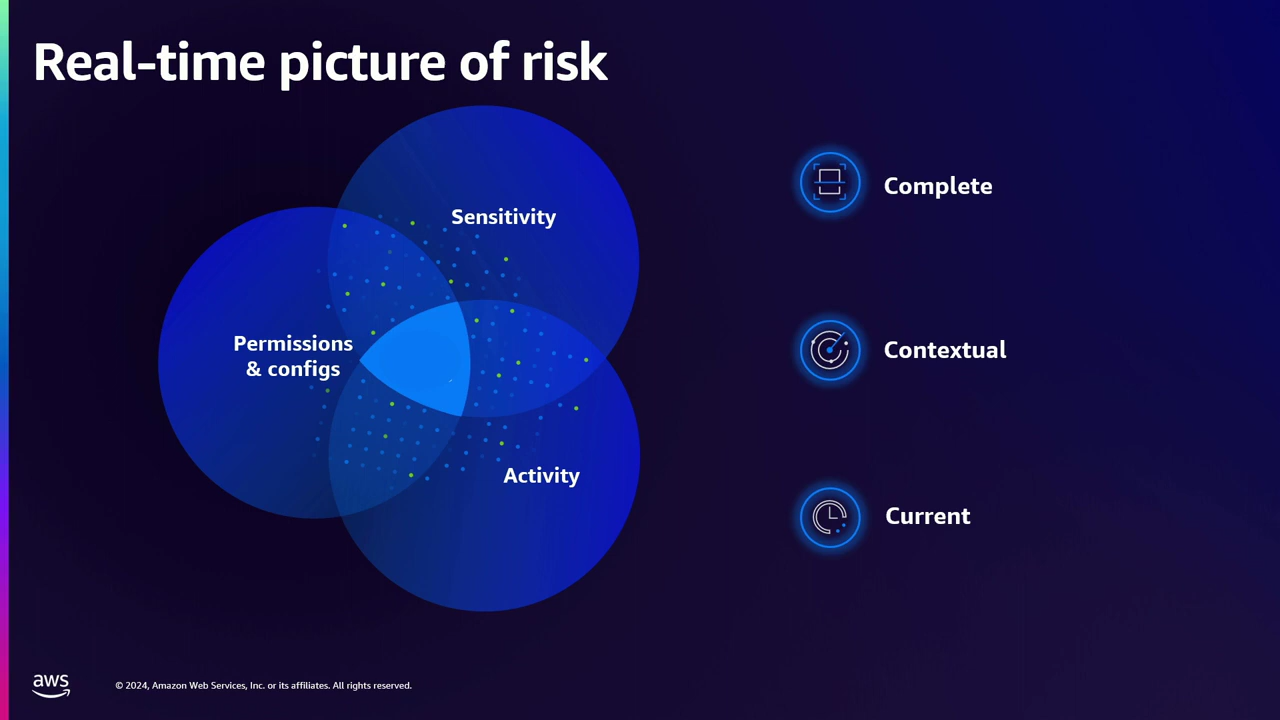 Real-time picture of risk
Sensitivity
Permissions
& configs
Activity
Complete
Contextual
Current
aws
© 2024, Amazon Web Services, Inc. or its affiliates. All rights reserved.